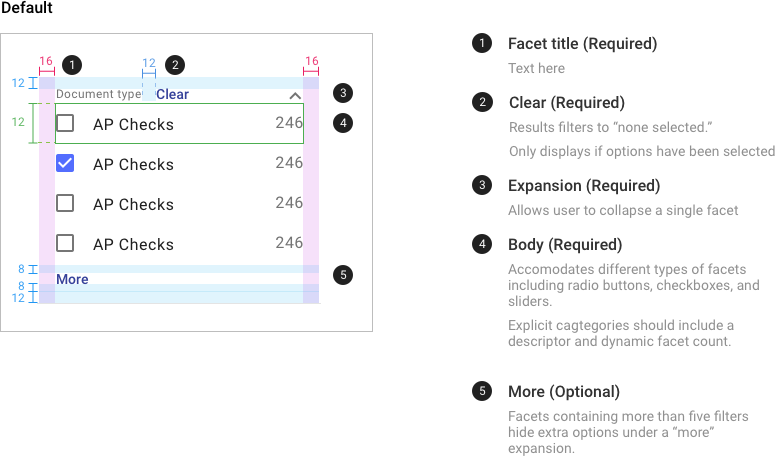 Default
16
1
12
2
16
12
Document type
Clear
3
12
AP Checks
246
4
AP Checks
246
AP Checks
246
AP Checks
246
8
More
5
8
12
1
Facet title (Required)
Text here
2
Clear (Required)
Results filters to “none selected.”
Only displays if options have been selected
3
Expansion (Required)
Allows user to collapse a single facet
4
Body (Required)
Accomodates different types of facets
including radio buttons, checkboxes, and
sliders.
Explicit cagtegories should include a
descriptor and dynamic facet count.
5
More (Optional)
Facets containing more than five filters
hide extra options under a “more”
expansion.